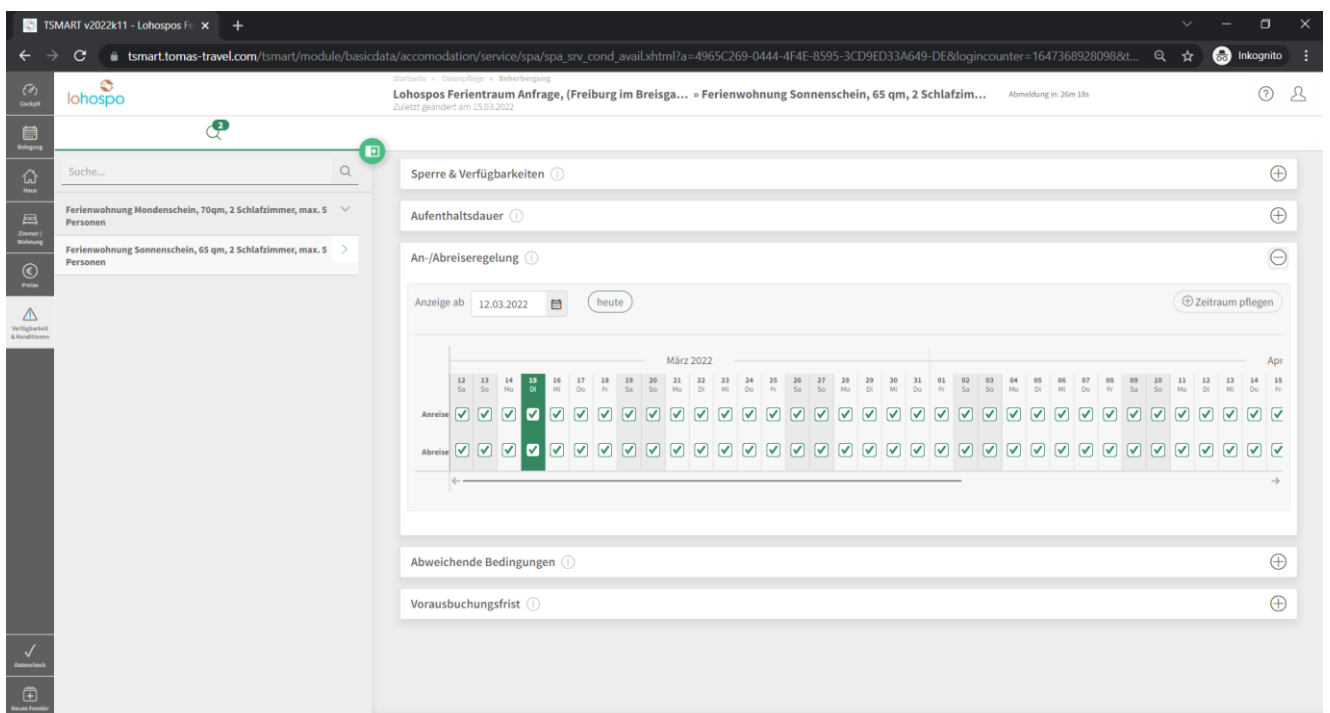 TSMART v2022k11 - Lohospos Fe
tsmart.tomas-travel.com/tsmart/module/basicdata/accomodation/service/spa/spa_srv_cond_avail.xhtml?a=4965C269-0444-4F4E-8595-3CD9ED33A649-DE&logincounter=1647368928098&t...
Inkognito
Cockpit
lohospo
Startseite » Datenpflege » Beherbergung
Lohospos Ferientraum Anfrage, (Freiburg im Breisga... » Ferienwohnung Sonnenschein, 65 qm, 2 Schlafzim...
Abmeldung in: 26m 18s
Zuletzt geändert am 15.03.2022
Belegung
2
Haus
Suche...
Zimmer /
Wohnung
Ferienwohnung Mondenschein, 70qm, 2 Schlafzimmer, max. 5
Personen
Ferienwohnung Sonnenschein, 65 qm, 2 Schlafzimmer, max. 5
Personen
Preise
Verfügbarkeit
& Konditionen
Sperre & Verfügbarkeiten
Aufenthaltsdauer
An-/Abreiseregelung
Anzeige ab 12.03.2022 heute
Zeitraum pflegen
März 2022 Apr
12 13 14 15 16 17 18 19 20 21 22 23 24 25 26 27 28 29 30 31 01 02 03 04 05 06 07 08 09 10 11 12 13 14 15
Sa So Mo Di Mi Do Fr Sa So Mo Di Mi Do Fr Sa So Mo Di Mi Do Fr Sa So Mo Di Mi Do Fr Sa So Mo Di Mi Do Fr
Anreise
Abreise
Abweichende Bedingungen
Vorausbuchungsfrist
Datencheck
Neues Fenster